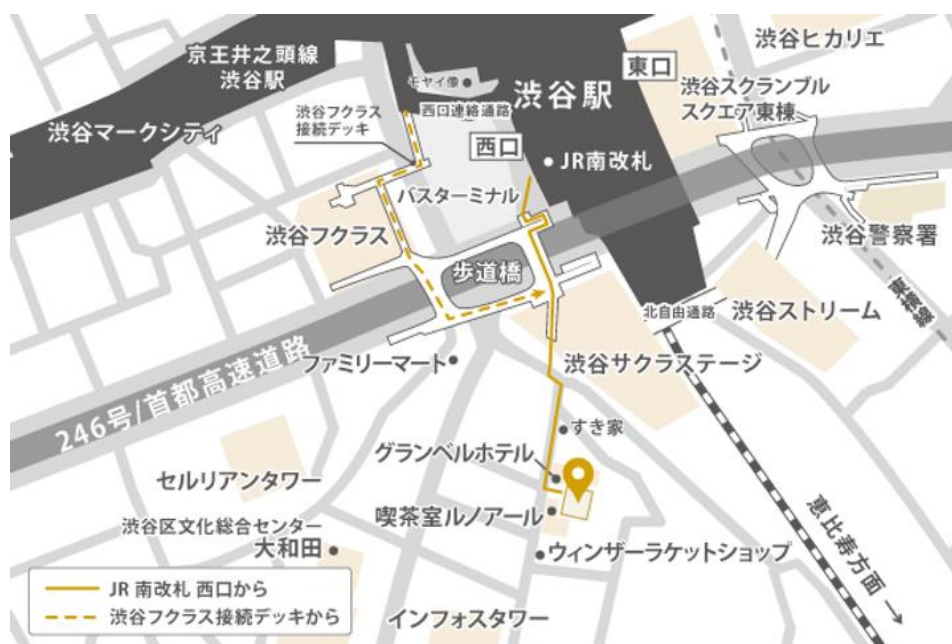 京王井之頭線
渋谷駅
渋谷マークシティ
モヤイ像
渋谷駅
東口
渋谷ヒカリエ
渋谷スクランブル
スクエア東棟
渋谷フクラス
接続デッキ
西口連絡通路
西口
JR南改札
バスターミナル
渋谷フクラス
歩道橋
渋谷警察署
東横線
北自由通路
渋谷ストリーム
246号/首都高速道路
ファミリーマート
渋谷サクラステージ
すき家
グランベルホテル
セルリアンタワー
喫茶室ルノアール
渋谷区文化総合センター
大和田
ウィンザーラケットショップ
恵比寿方面 →
インフォスタワー
JR 南改札 西口から
渋谷フクラス接続デッキから